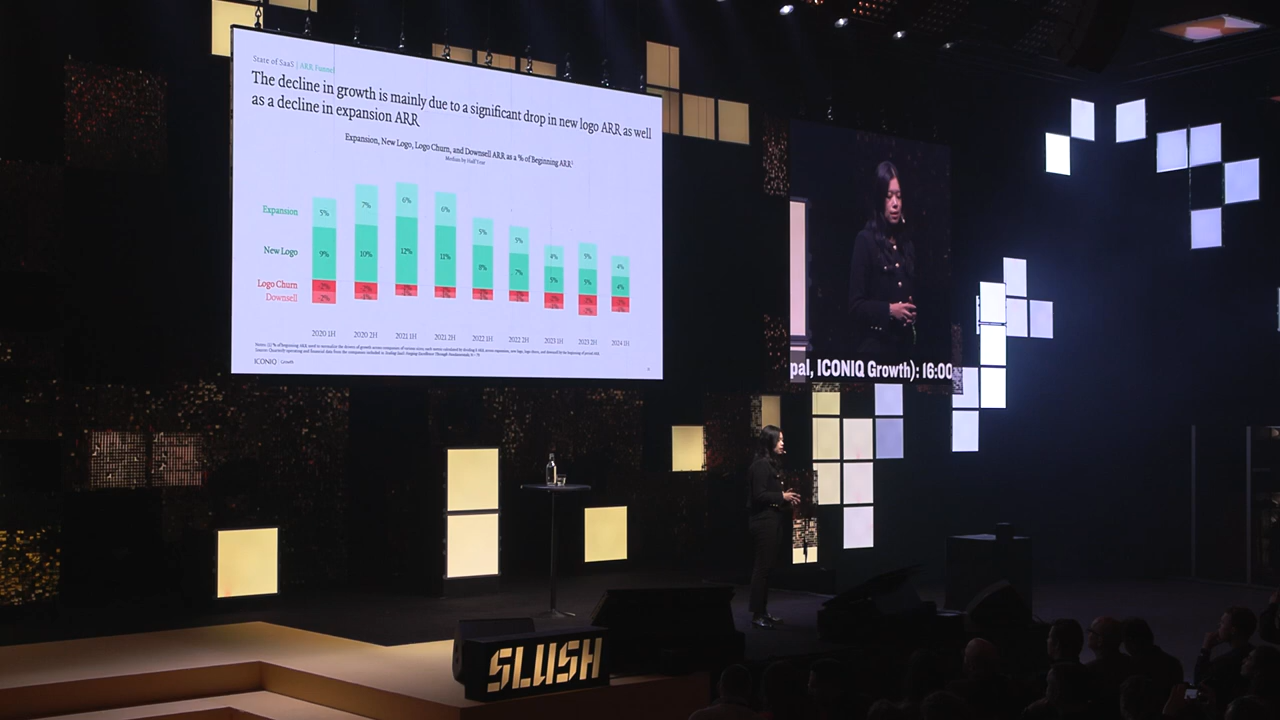 State of SaaS | ARR Funnel
The decline in growth is mainly due to a significant drop in new logo ARR as well
as a decline in expansion ARR
Expansion, New Logo, Logo Churn, and Downsell ARR as a % of Beginning ARR
Median by Half Year
Expansion 5% 7% 6% 6% 5% 5% 4% 5% 4%
New Logo 9% 10% 12% 11% 8% 7% 5% 5% 4%
Logo Churn -2%
Downsell -2%
2020 1H 2020 2H 2021 1H 2021 2H 2022 1H 2022 2H 2023 1H 2023 2H 2024 1H
ICONIQ | Growth
pal, ICONIQ Growth): 16:00
SLUSH